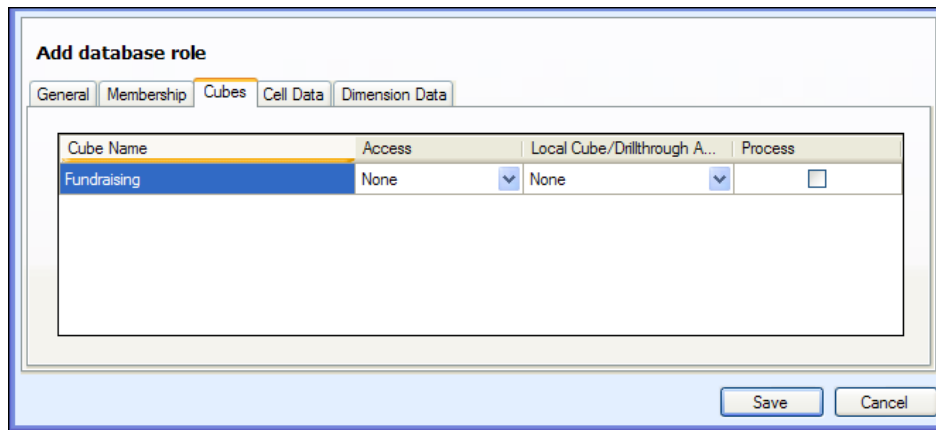 Add database role
General Membership Cubes Cell Data Dimension Data
Cube Name Access Local Cube/Drillthrough A... Process
Fundraising None None
Save Cancel